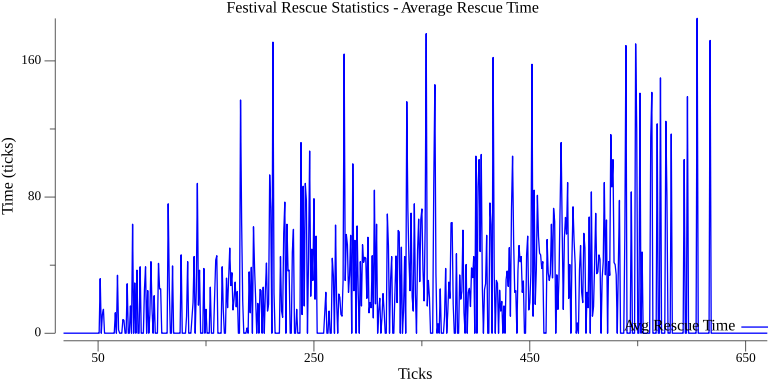 Festival Rescue Statistics - Average Rescue Time
Time (ticks)
160
80
0
Avg Rescue Time
50
250
450
650
Ticks